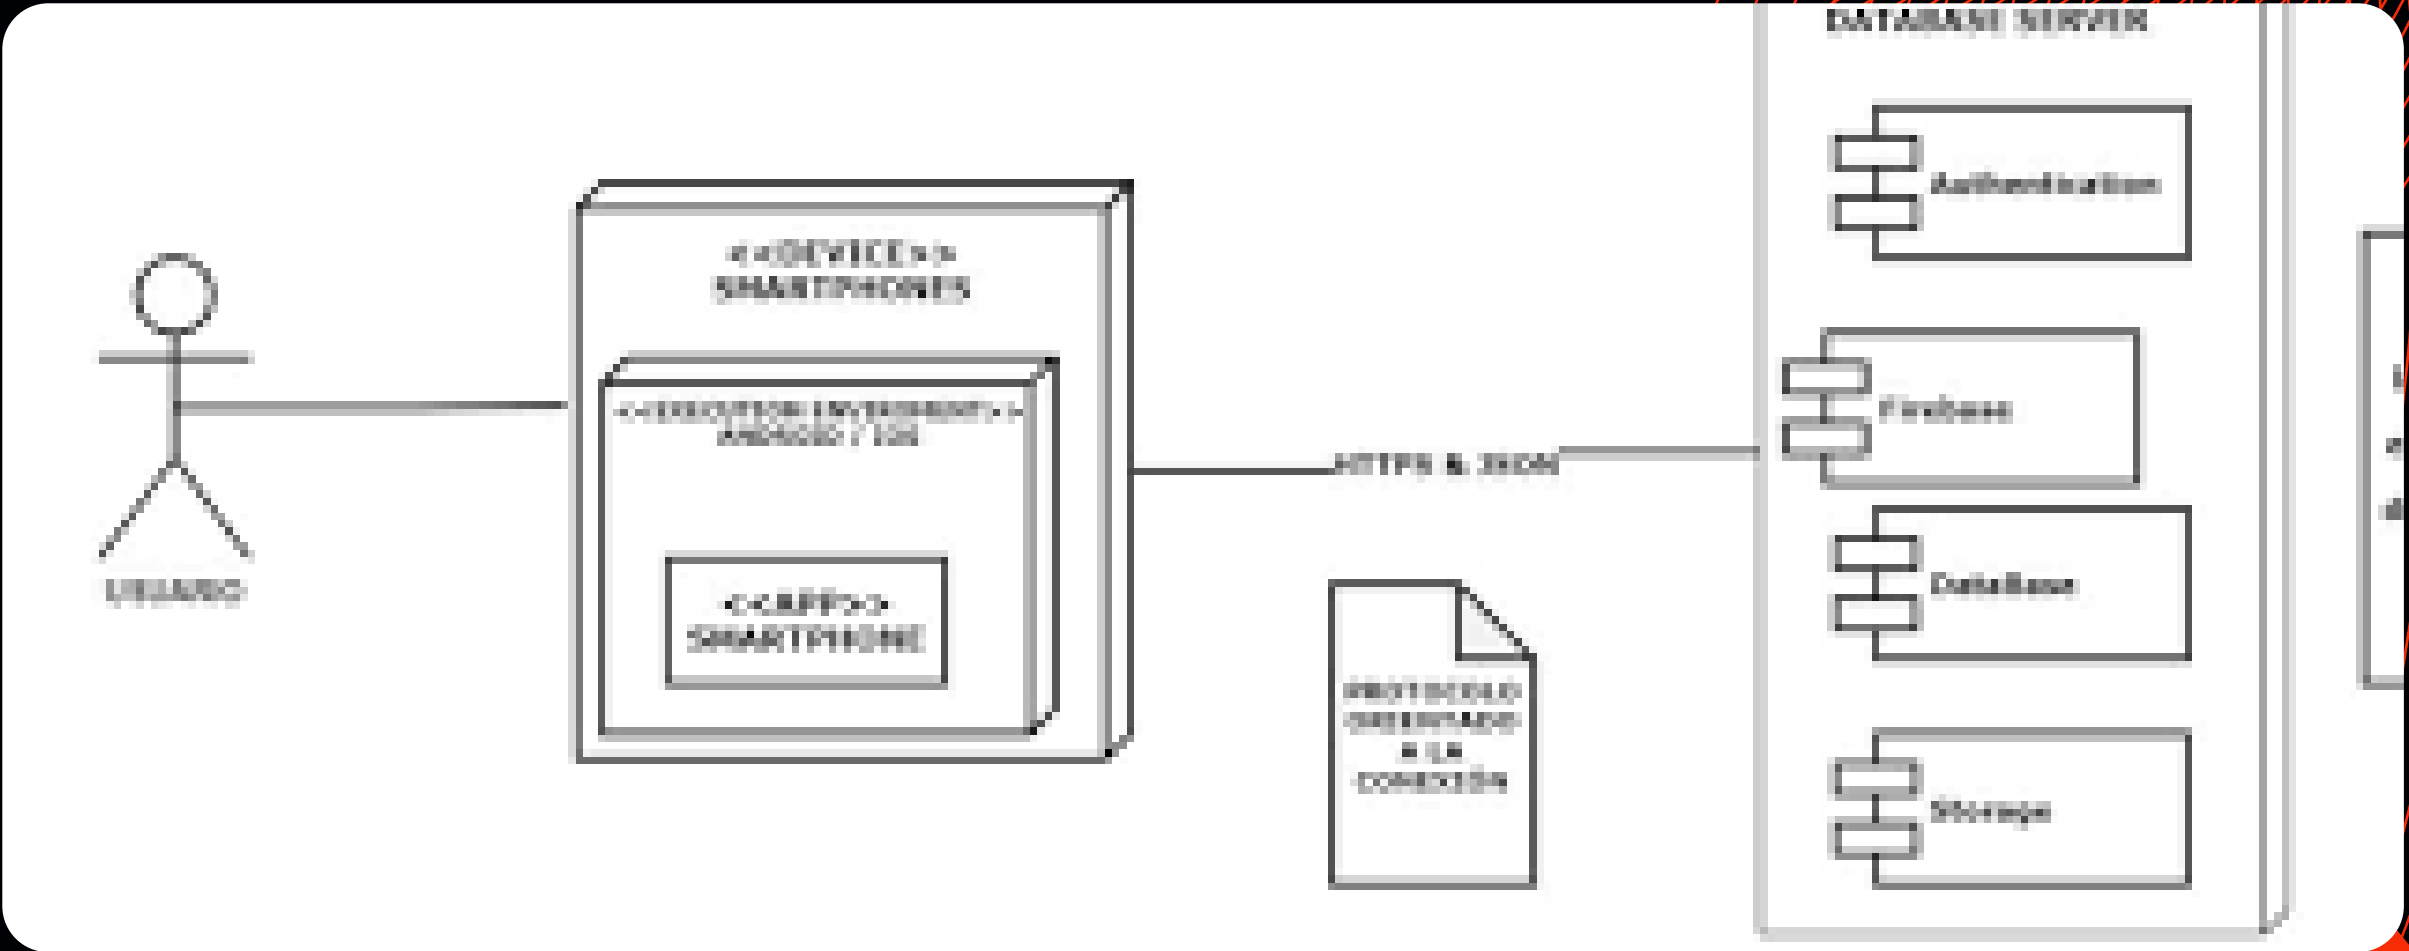 DATABASE SERVER
Authentication
<<DEVICE>>
SMARTPHONES
Firebase
<<EXECUTION ENVIROMENT>>
ANDROID / IOS
HTTPS & JSON
USUARIO
<<APP>>
SMARTPHONE
DataBase
PROTOCOLO
ORIENTADO
A LA
CONEXIÓN
Storage